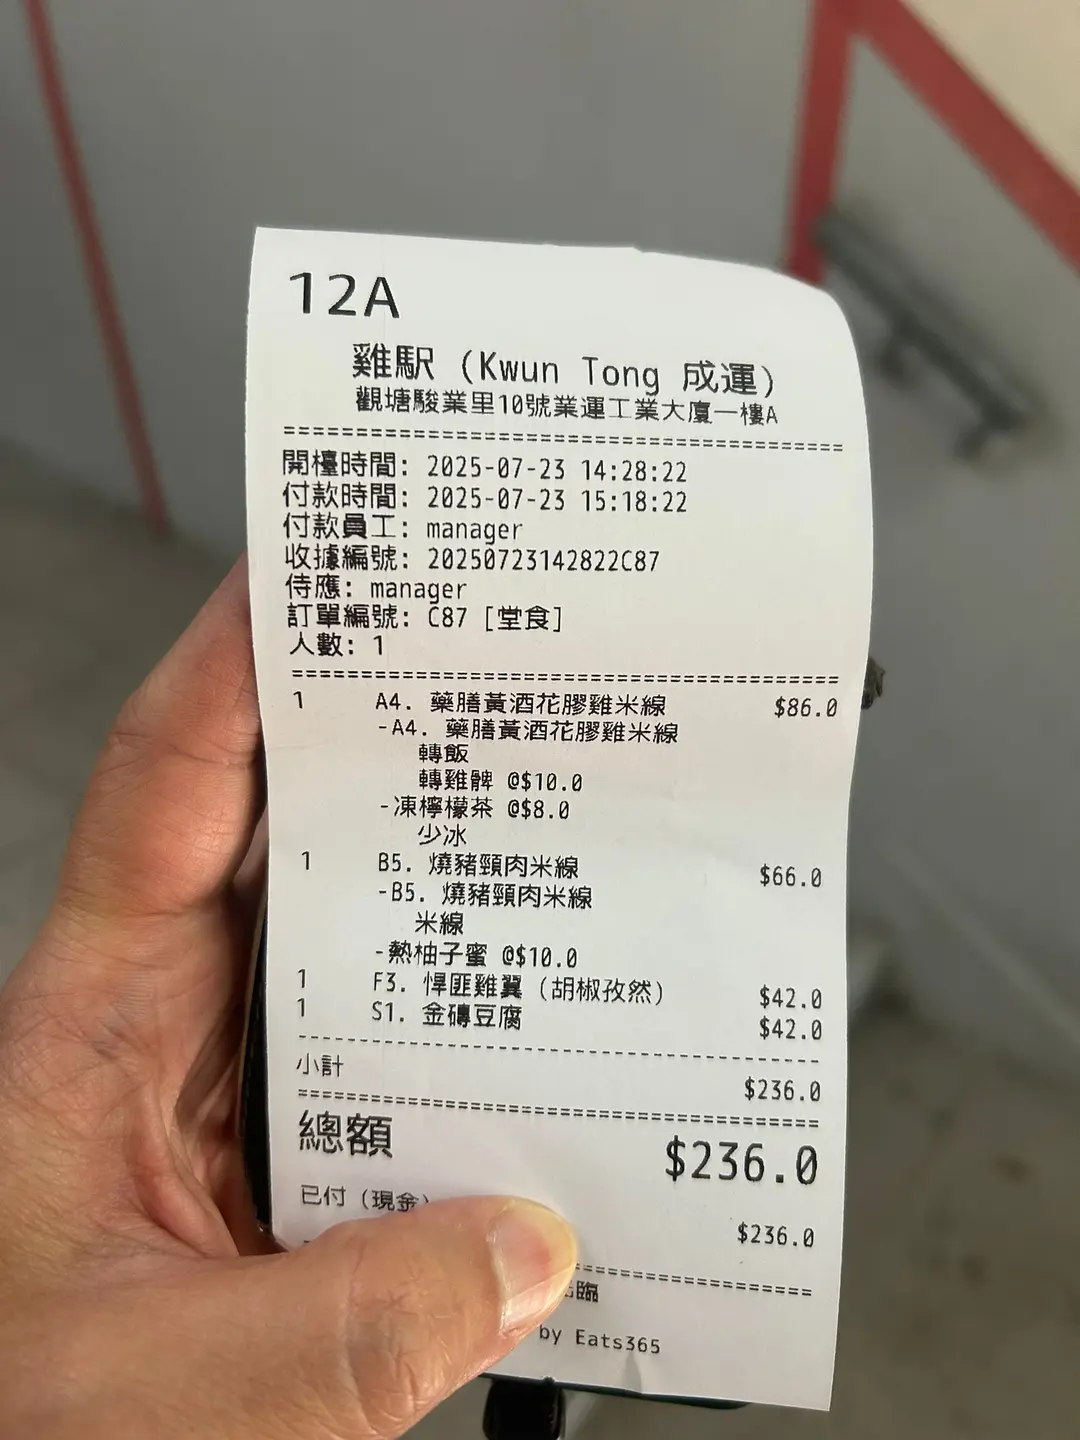 12A
雞駅 (Kwun Tong 成運)
觀塘駿業里10號業運工業大廈一樓A
開檯時間: 2025-07-23 14:28:22
付款時間: 2025-07-23 15:18:22
付款員工: manager
收據編號: 20250723142822C87
侍應: manager
訂單編號: C87 [堂食]
人數: 1
1 A4. 藥膳黃酒花膠雞米線 $86.0
-A4. 藥膳黃酒花膠雞米線
轉飯
轉雞髀 @$10.0
-凍檸檬茶 @$8.0
少冰
1 B5. 燒豬頸肉米線 $66.0
-B5. 燒豬頸肉米線
米線
-熱柚子蜜 @$10.0
1 F3. 悍匪雞翼 (胡椒孜然) $42.0
1 S1. 金磚豆腐 $42.0
小計 $236.0
總額 $236.0
已付 (現金) $236.0
臨
by Eats365